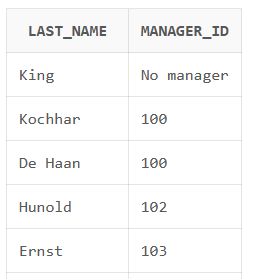 LAST_NAME MANAGER_ID
King No manager
Kochhar 100
De Haan 100
Hunold 102
Ernst 103